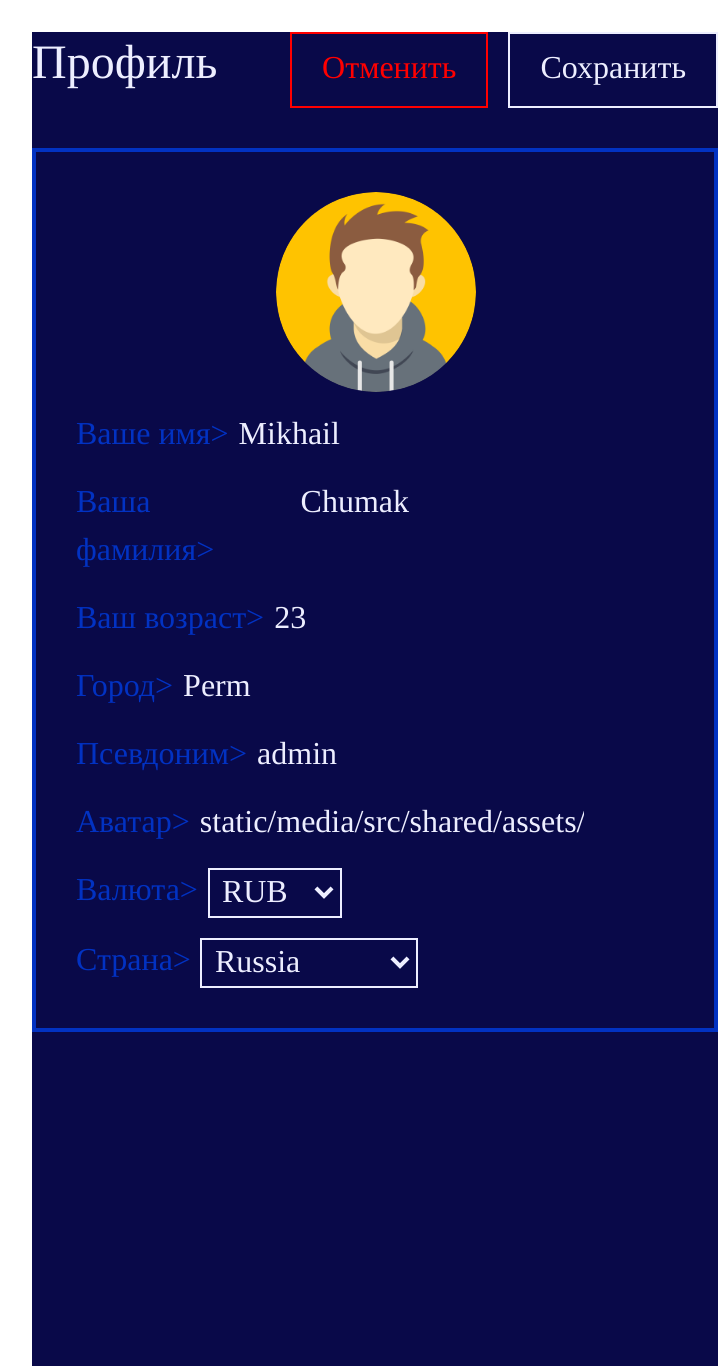 Профиль Отменить Сохранить
Ваше имя> Mikhail
Ваша Chumak
фамилия>
Ваш возраст> 23
Город> Perm
Псевдоним> admin
Аватар> static/media/src/shared/assets/
Валюта> RUB
Страна> Russia